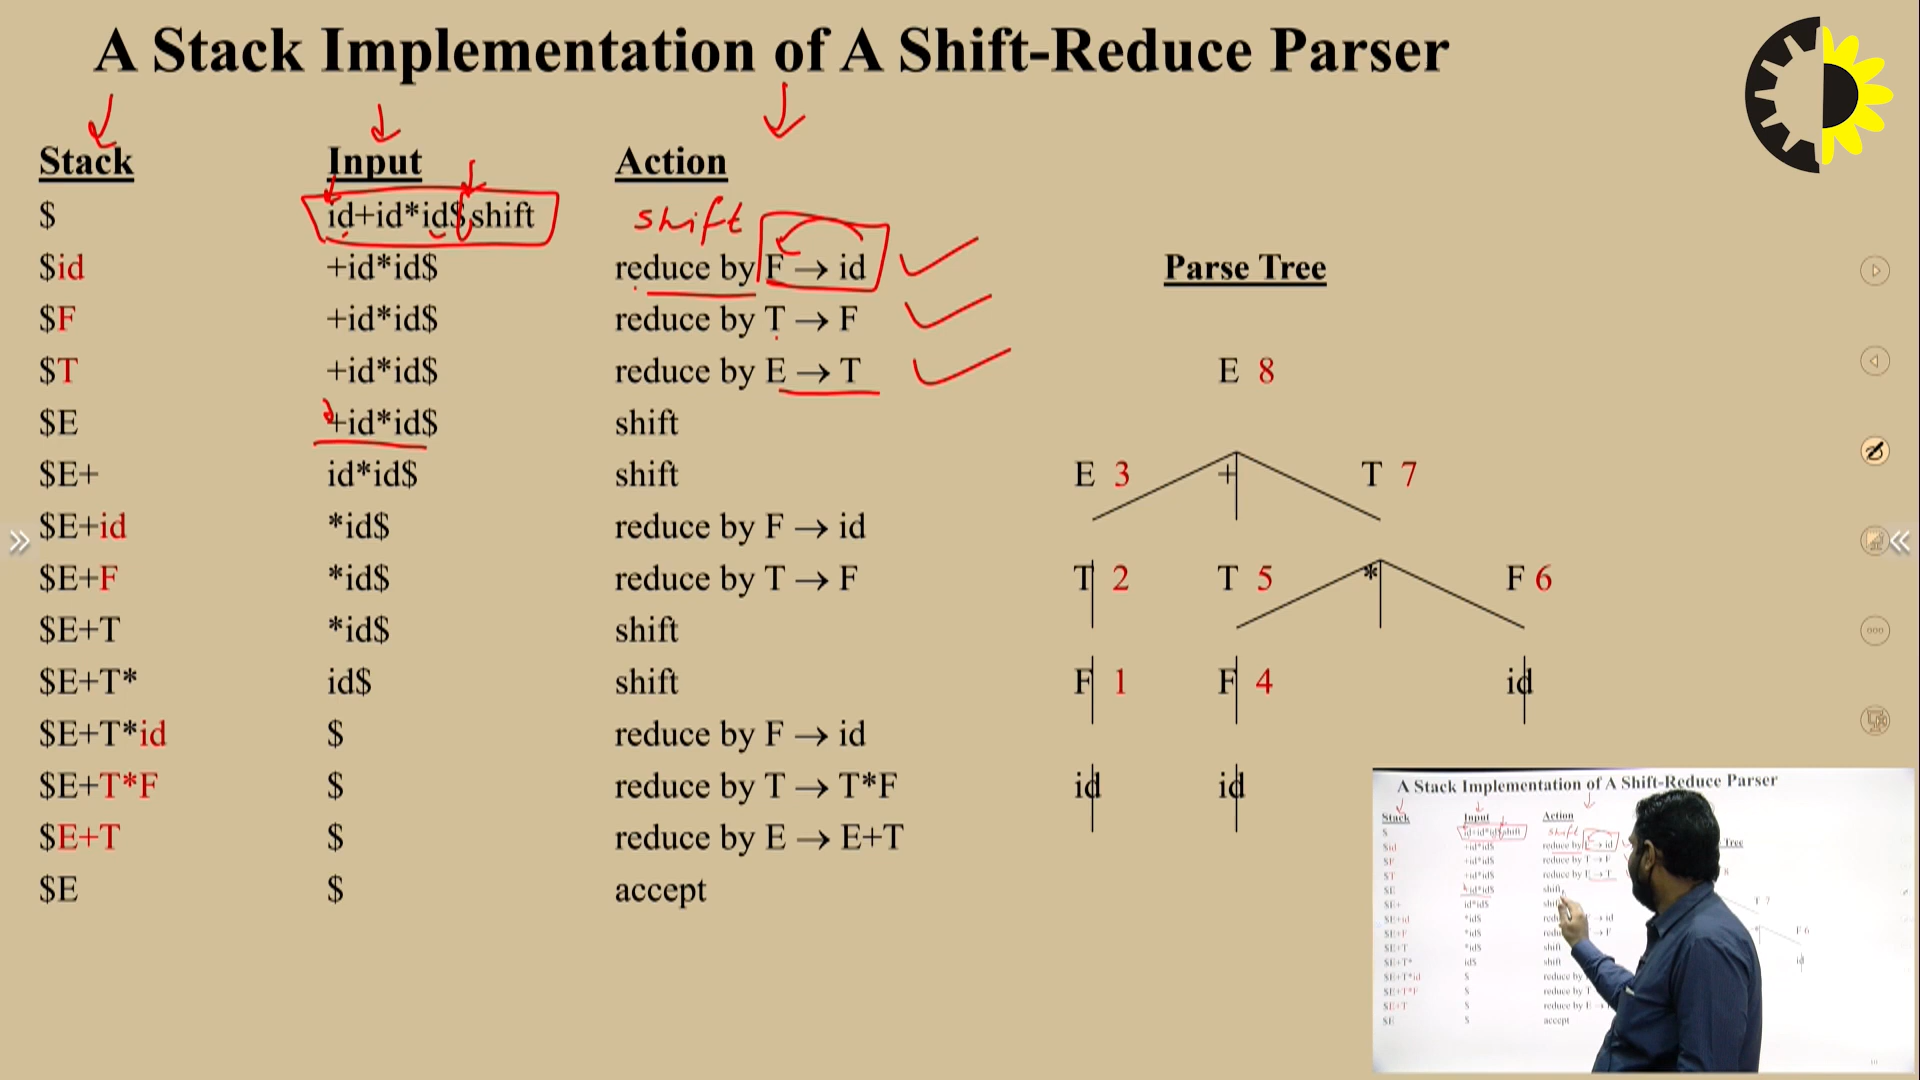 A Stack Implementation of A Shift-Reduce Parser
Stack Input Action
$ id+id*id$ shift shift
$id +id*id$ reduce by F → id
$F +id*id$ reduce by T → F
$T +id*id$ reduce by E → T
$E +id*id$ shift
$E+ id*id$ shift
$E+id *id$ reduce by F → id
$E+F *id$ reduce by T → F
$E+T *id$ shift
$E+T* id$ shift
$E+T*id $ reduce by F → id
$E+T*F $ reduce by T → T*F
$E+T $ reduce by E → E+T
$E $ accept
Parse Tree
E 8
E 3 + T 7
T 2 T 5 * F 6
F 1 F 4 id
id id
A Stack Implementation of A Shift-Reduce Parser
Stack Input Action